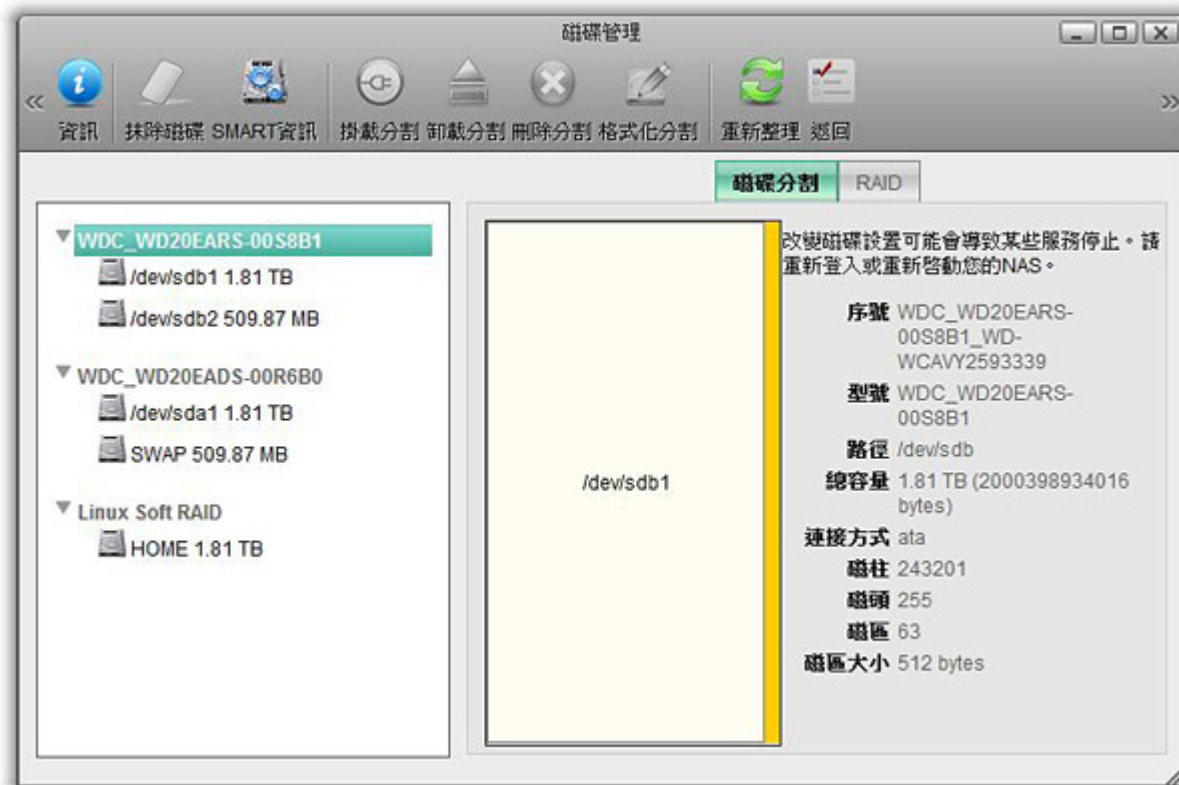 磁碟管理
資訊 抹除磁碟 SMART資訊 掛載分割 卸載分割 刪除分割 格式化分割 重新整理 返回
磁碟分割 RAID
WDC_WD20EARS-00S8B1
/dev/sdb1 1.81 TB
/dev/sdb2 509.87 MB
WDC_WD20EADS-00R6B0
/dev/sda1 1.81 TB
SWAP 509.87 MB
Linux Soft RAID
HOME 1.81 TB
/dev/sdb1
改變磁碟設置可能會導致某些服務停止。請
重新登入或重新啓動您的NAS。
序號 WDC_WD20EARS-
00S8B1_WD-
WCAVY2593339
型號 WDC_WD20EARS-
00S8B1
路徑 /dev/sdb
總容量 1.81 TB (2000398934016
bytes)
連接方式 ata
磁柱 243201
磁頭 255
磁區 63
磁區大小 512 bytes